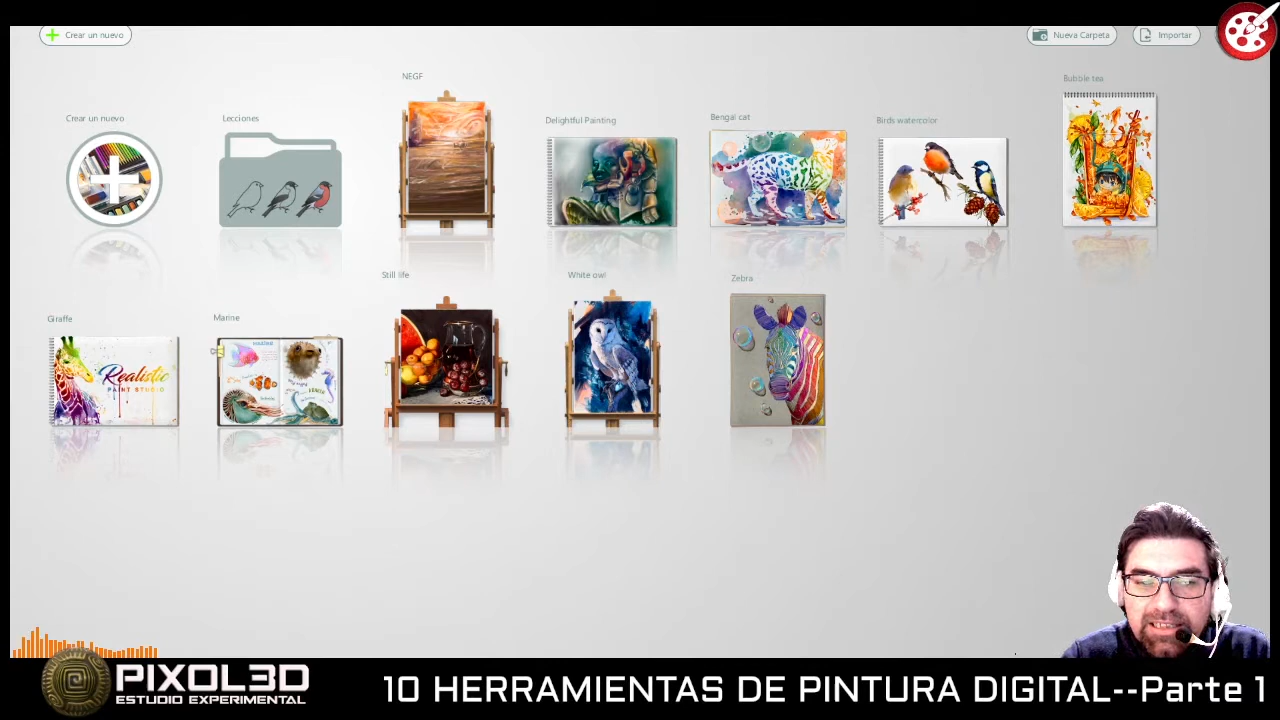 Crear un nuevo
Nueva Carpeta
Importar
NEGF
Bubble tea
Crear un nuevo
Lecciones
Delightful Painting
Bengal cat
Birds watercolor
Still life
White owl
Zebra
Giraffe
Marine
Realistic
PAINT STUDIO
PIXOL3D
ESTUDIO EXPERIMENTAL
10 HERRAMIENTAS DE PINTURA DIGITAL--Parte 1